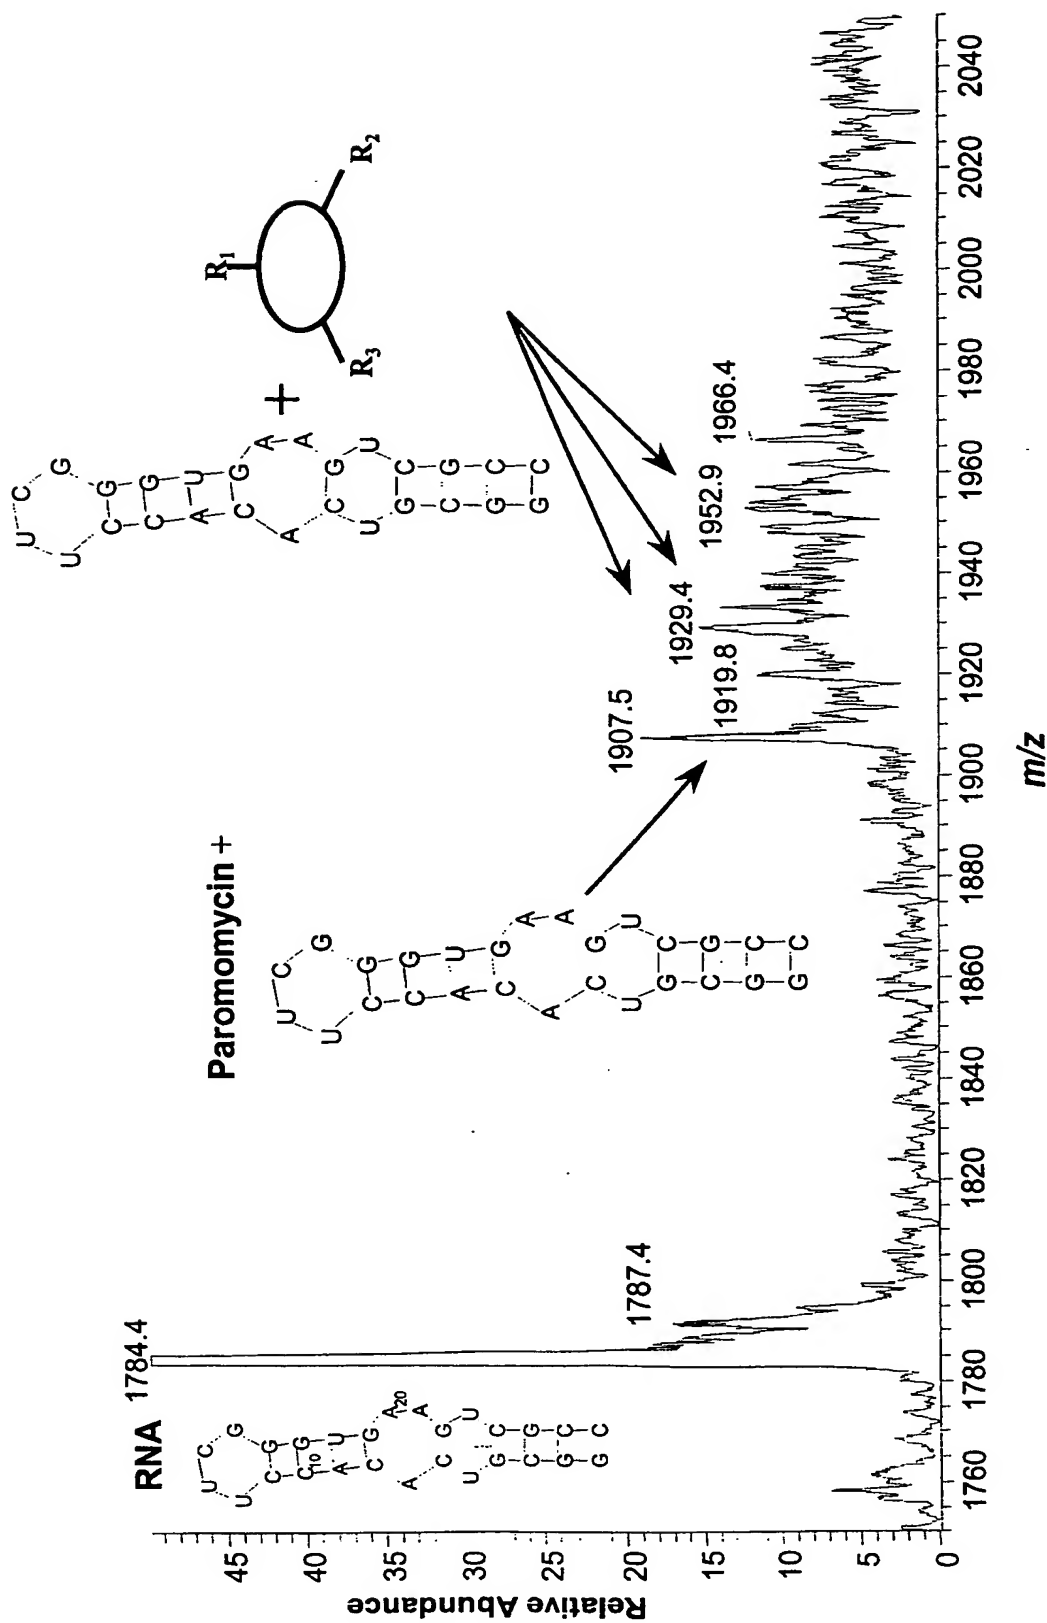 RNA
U C
U G
C G
C10 G
A U
C G
A A20
A
C G
U U
G C
C G
G C
G C
1784.4
1787.4
Paromomycin +
U C
U G
C G
C G
A U
C G
A A
A
C G
U U
G C
C G
G C
G C
1907.5
U C
U G
C G
C G
A U
C G
A A
A
C G
U U
G C
C G
G C
G C
+
R1
R2
R3
1919.8
1929.4
1952.9
1966.4
Relative Abundance
45
40
35
30
25
20
15
10
5
0
1760 1780 1800 1820 1840 1860 1880 1900 1920 1940 1960 1980 2000 2020 2040
m/z